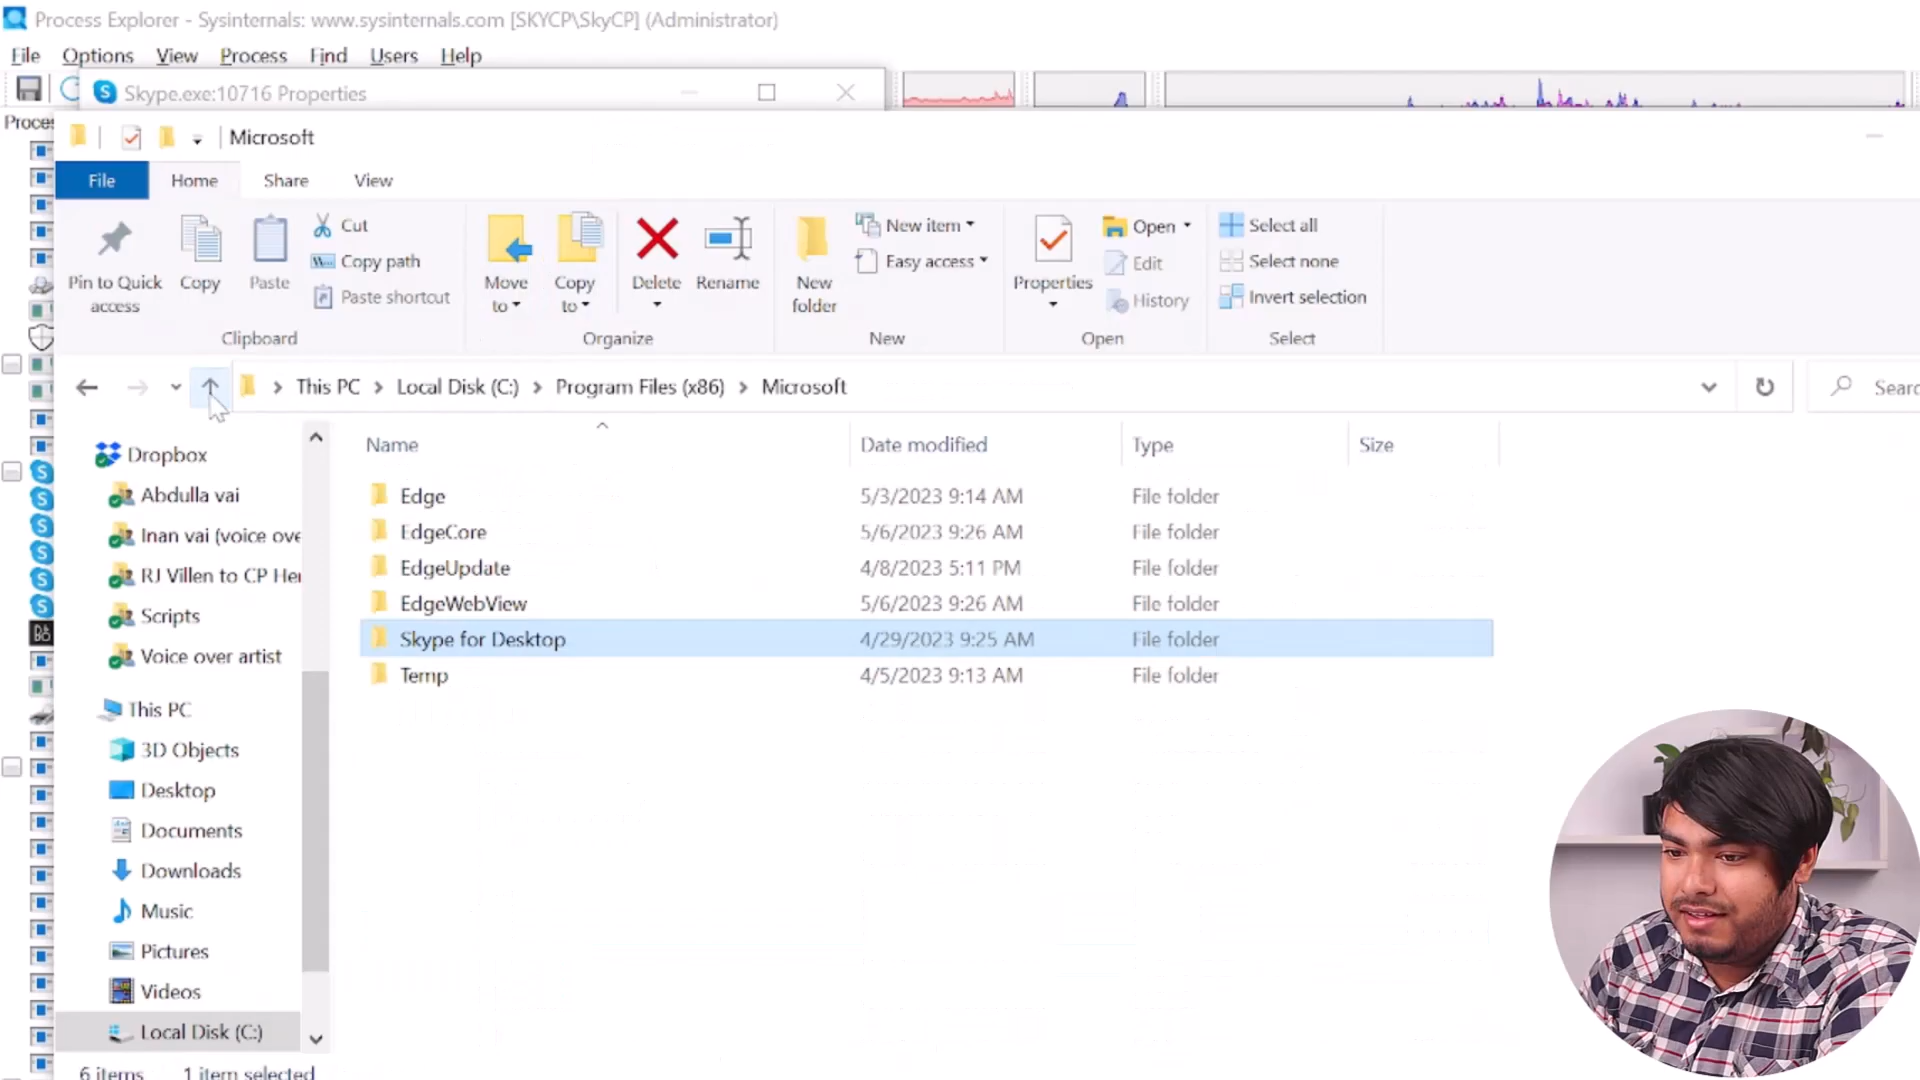 Process Explorer - Sysinternals: www.sysinternals.com [SKYCP\SkyCP] (Administrator)
File Options View Process Find Users Help
Skype.exe:10716 Properties
Proces
Microsoft
File Home Share View
Pin to Quick access
Copy
Paste
Cut
Copy path
Paste shortcut
Clipboard
Move to
Copy to
Delete
Rename
Organize
New folder
New item
Easy access
New
Properties
Open
Edit
History
Open
Select all
Select none
Invert selection
Select
This PC > Local Disk (C:) > Program Files (x86) > Microsoft
Searc
Dropbox
Abdulla vai
Inan vai (voice ove
RJ Villen to CP Her
Scripts
Voice over artist
This PC
3D Objects
Desktop
Documents
Downloads
Music
Pictures
Videos
Local Disk (C:)
Name Date modified Type Size
Edge 5/3/2023 9:14 AM File folder
EdgeCore 5/6/2023 9:26 AM File folder
EdgeUpdate 4/8/2023 5:11 PM File folder
EdgeWebView 5/6/2023 9:26 AM File folder
Skype for Desktop 4/29/2023 9:25 AM File folder
Temp 4/5/2023 9:13 AM File folder
6 items 1 item selected